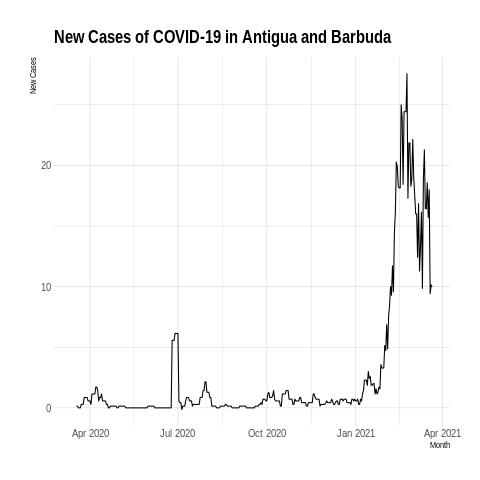 New Cases of COVID-19 in Antigua and Barbuda
New Cases
20
10
0
Apr 2020 Jul 2020 Oct 2020 Jan 2021 Apr 2021
Month